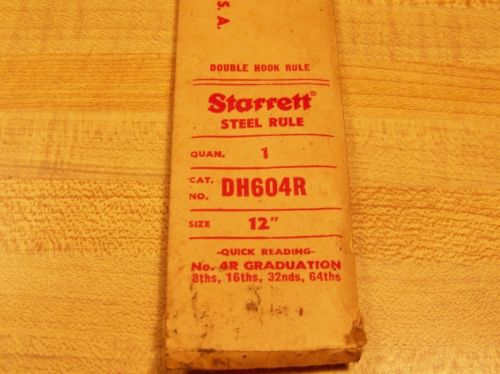 S. A.
DOUBLE HOOK RULE
Starrett®
STEEL RULE
QUAN. 1
CAT. NO. DH604R
SIZE 12"
-QUICK READING-
No. 4R GRADUATION
8ths, 16ths, 32nds, 64ths